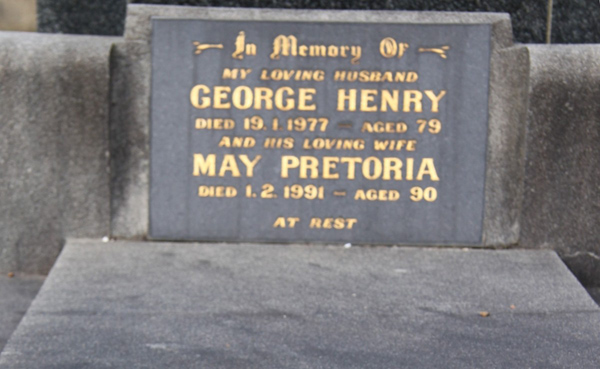 In Memory Of
MY LOVING HUSBAND
GEORGE HENRY
DIED 19.1.1977 — AGED 79
AND HIS LOVING WIFE
MAY PRETORIA
DIED 1.2.1991 — AGED 90
AT REST